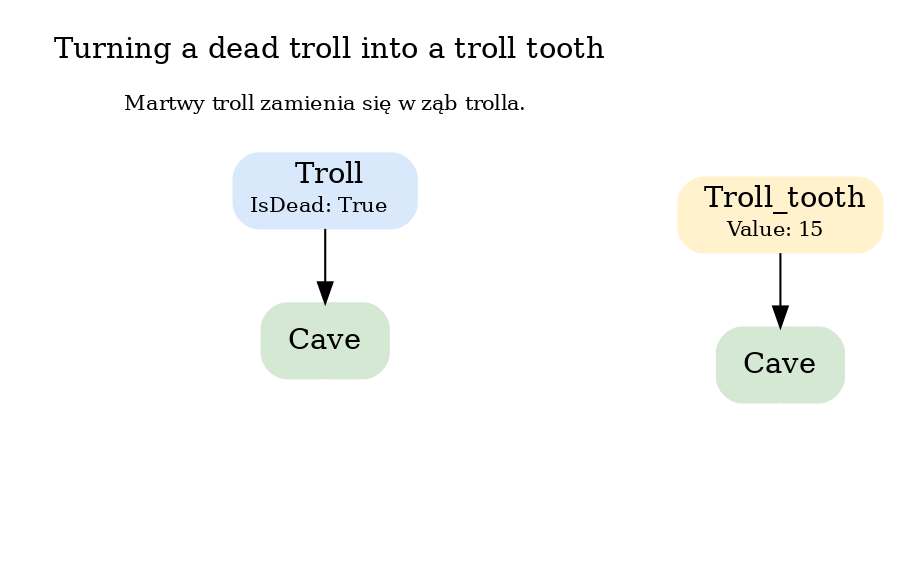 Turning a dead troll into a troll tooth
Martwy troll zamienia się w ząb trolla.
Troll
IsDead: True
Cave
Troll_tooth
Value: 15
Cave